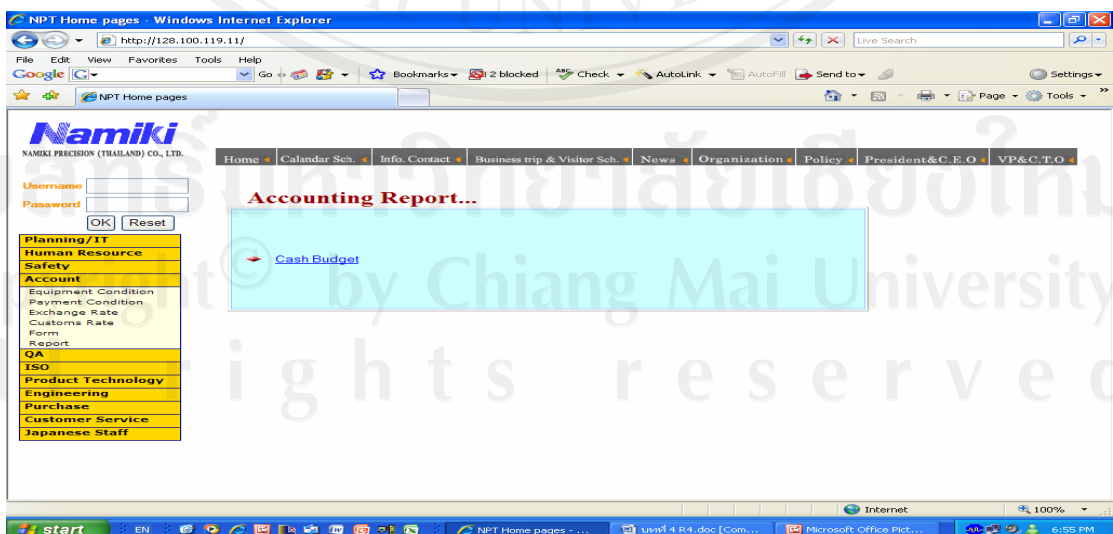 NPT Home pages - Windows Internet Explorer
http://128.100.119.11/
Live Search
File Edit View Favorites Tools Help
Google G Go Bookmarks 2 blocked Check AutoLink AutoFill Send to Settings
NPT Home pages Page Tools
Namiki
NAMIKI PRECISION (THAILAND) CO., LTD.
Home Calandar Sch. Info. Contact Business trip & Visitor Sch. News Organization Policy President&C.E.O VP&C.T.O
Username
Password
OK Reset
Accounting Report...
Cash Budget
Planning/IT
Human Resource
Safety
Account
Equipment Condition
Payment Condition
Exchange Rate
Customs Rate
Form
Report
QA
ISO
Product Technology
Engineering
Purchase
Customer Service
Japanese Staff
ลิขสิทธิ์มหาวิทยาลัยเชียงใหม่
Copyright © by Chiang Mai University
All rights reserved
Internet 100%
start EN NPT Home pages - ... บทที่ 4 R4.doc [Com... Microsoft Office Pict... 6:55 PM